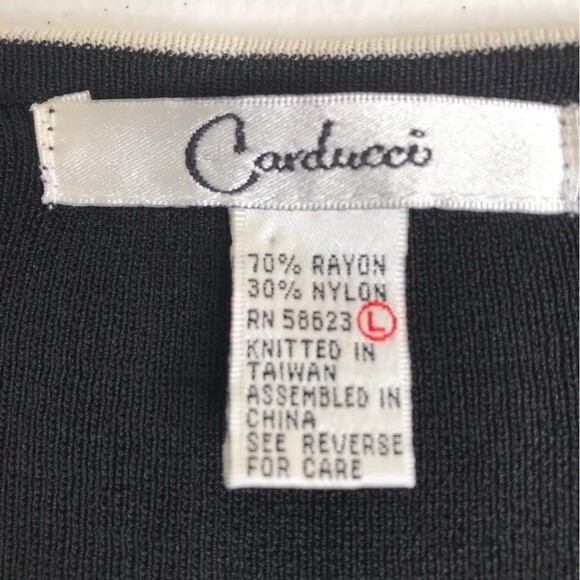 Carducci
70% RAYON
30% NYLON
RN 58623 L
KNITTED IN
TAIWAN
ASSEMBLED IN
CHINA
SEE REVERSE
FOR CARE